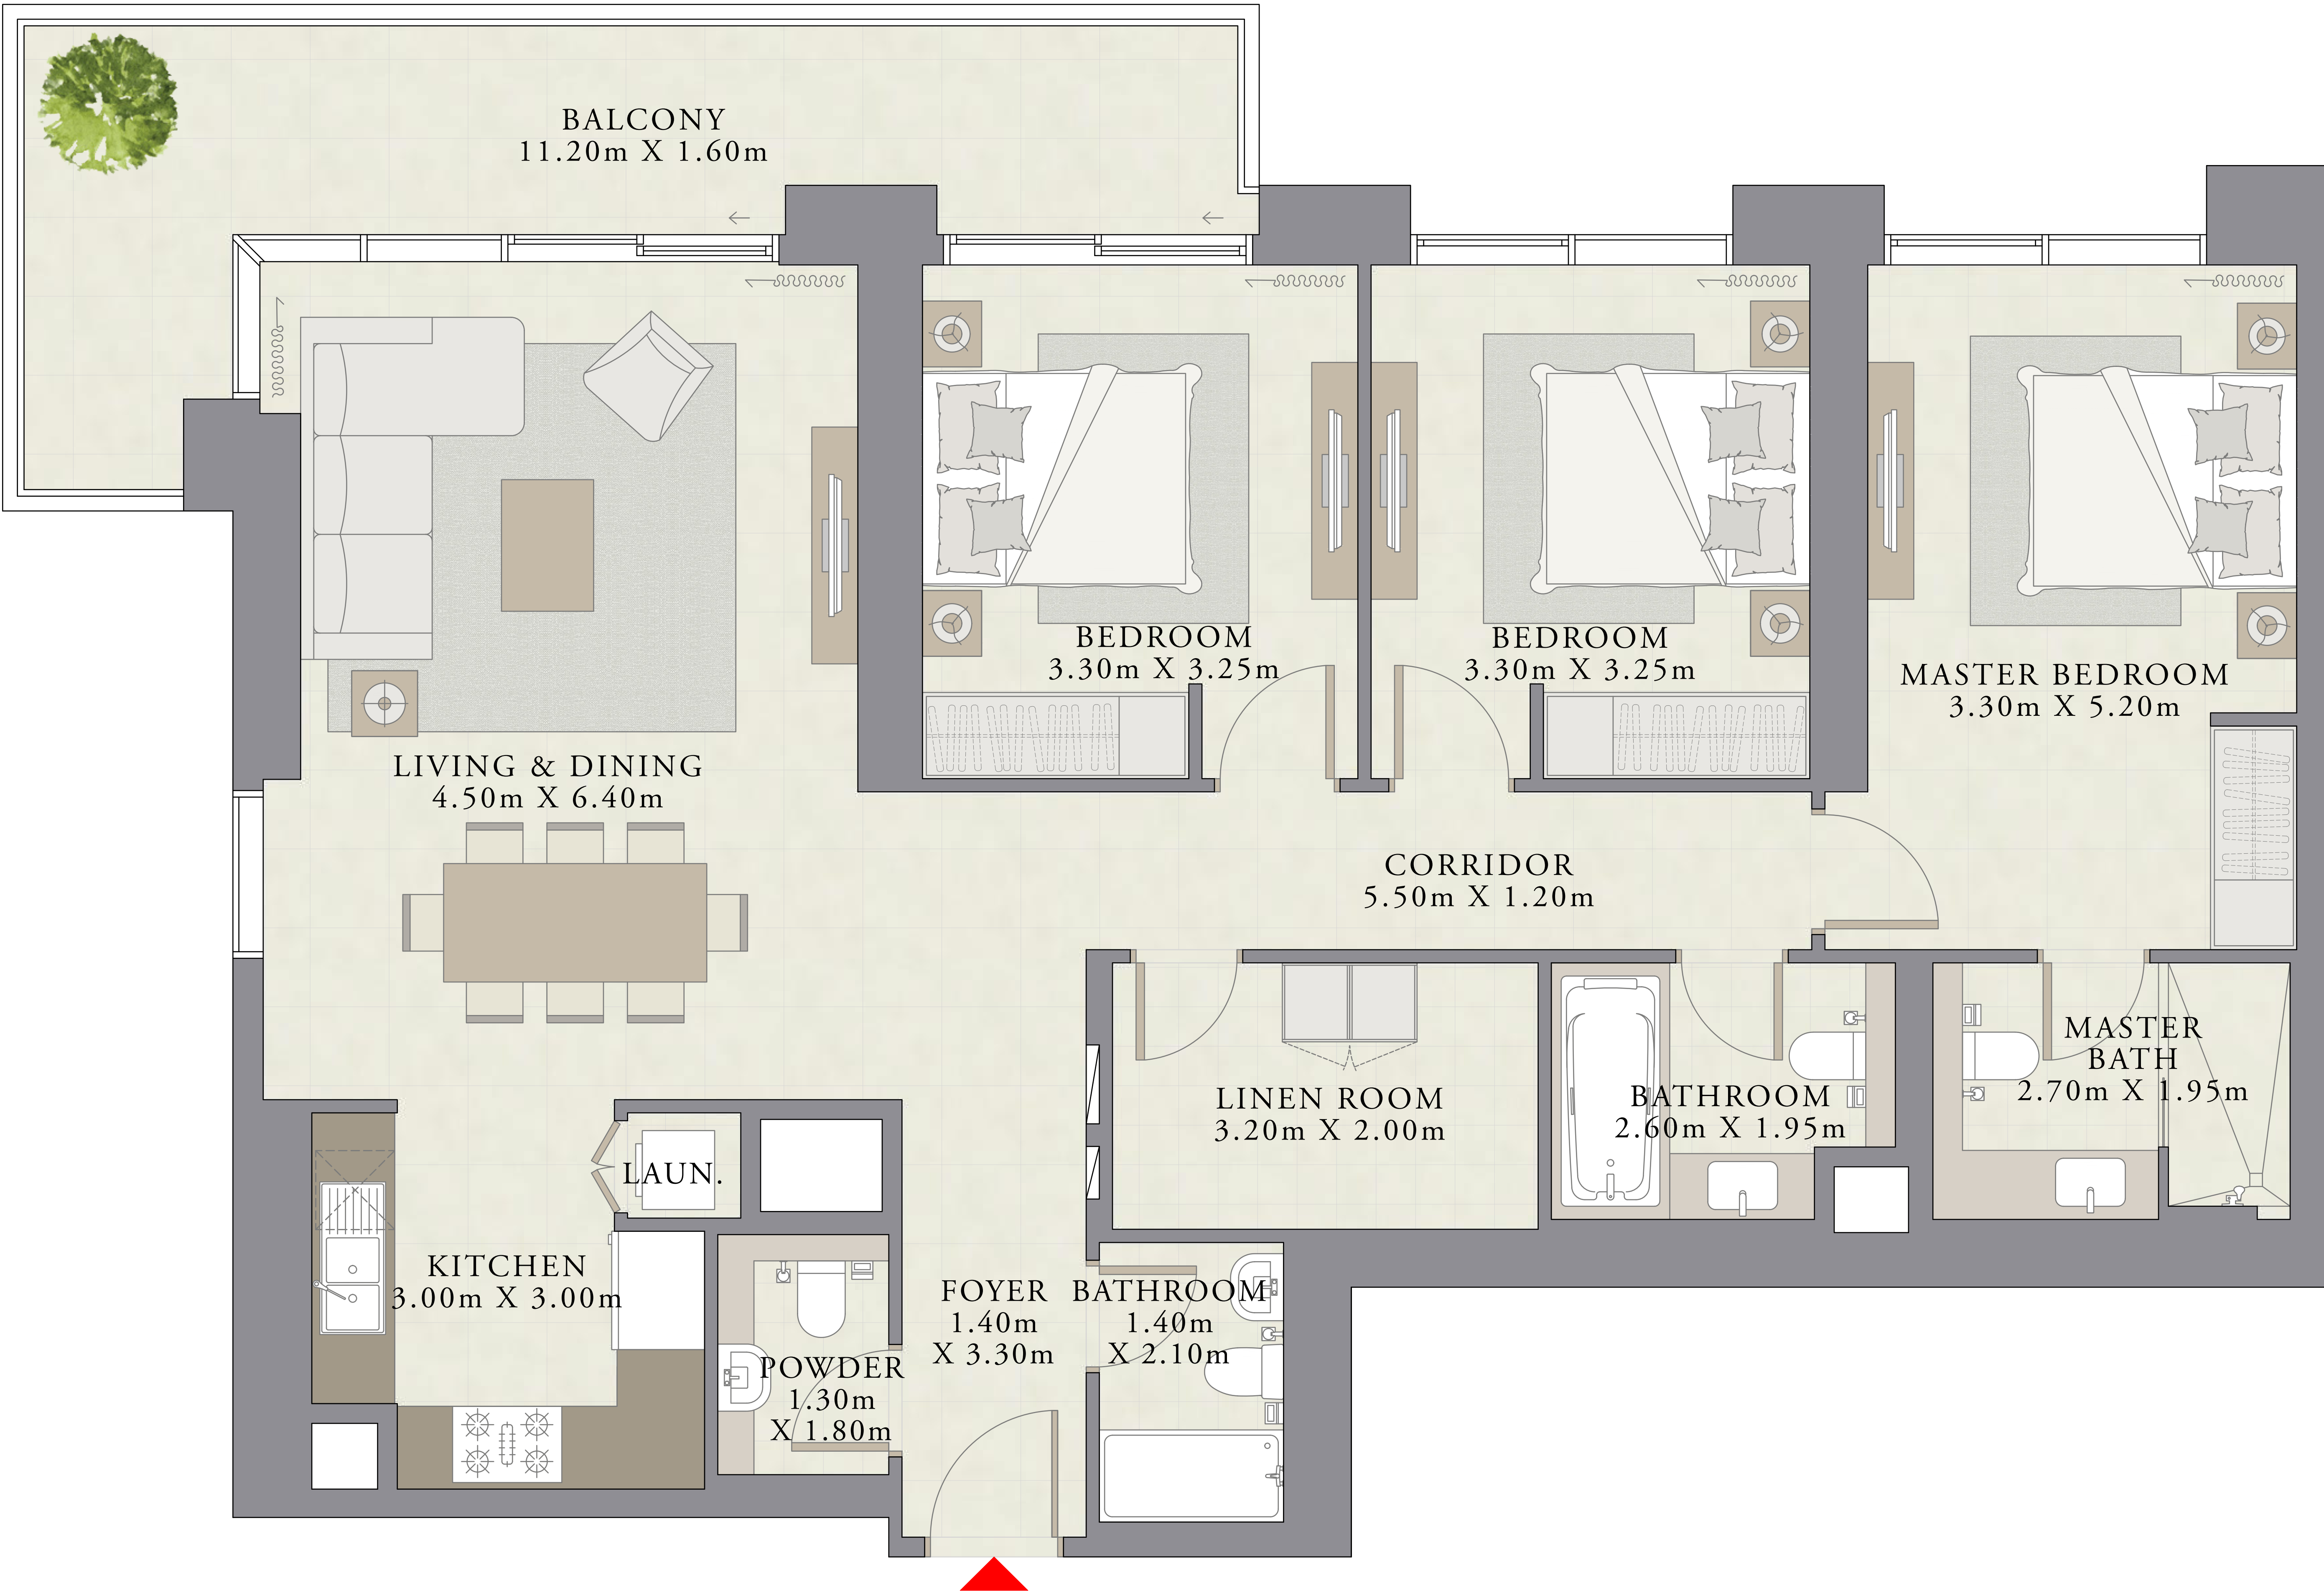 BALCONY
11.20m X 1.60m
BEDROOM
3.30m X 3.25m
BEDROOM
3.30m X 3.25m
MASTER BEDROOM
3.30m X 5.20m
LIVING & DINING
4.50m X 6.40m
CORRIDOR
5.50m X 1.20m
MASTER
BATH
2.70m X 1.95m
LINEN ROOM
3.20m X 2.00m
BATHROOM
2.60m X 1.95m
LAUN.
KITCHEN
3.00m X 3.00m
FOYER
1.40m
X 3.30m
BATHROOM
1.40m
X 2.10m
POWDER
1.30m
X 1.80m